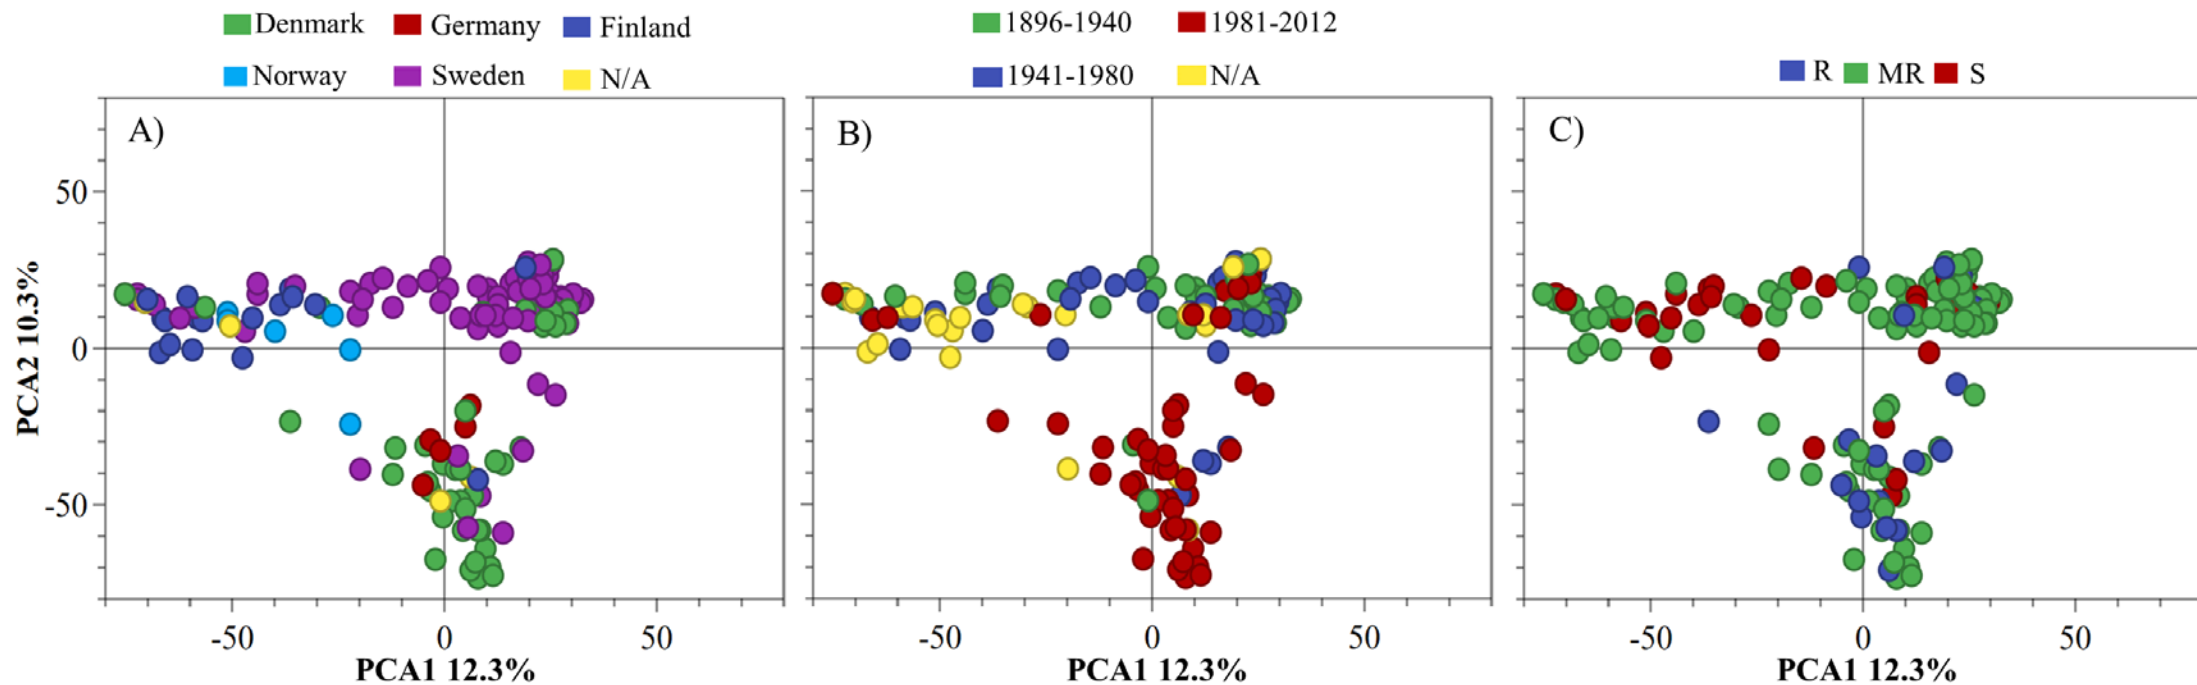 Denmark Germany Finland
Norway Sweden N/A
1896-1940 1981-2012
1941-1980 N/A
R MR S
A)
B)
C)
50
0
-50
PCA2 10.3%
-50 0 50
-50 0 50
-50 0 50
PCA1 12.3%
PCA1 12.3%
PCA1 12.3%